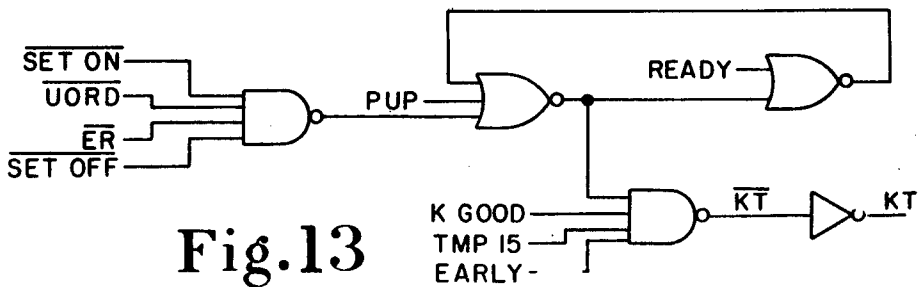 SET ON
UORD
ER
SET OFF
PUP
READY
K GOOD
TMP 15
EARLY-
KT
KT
Fig.13